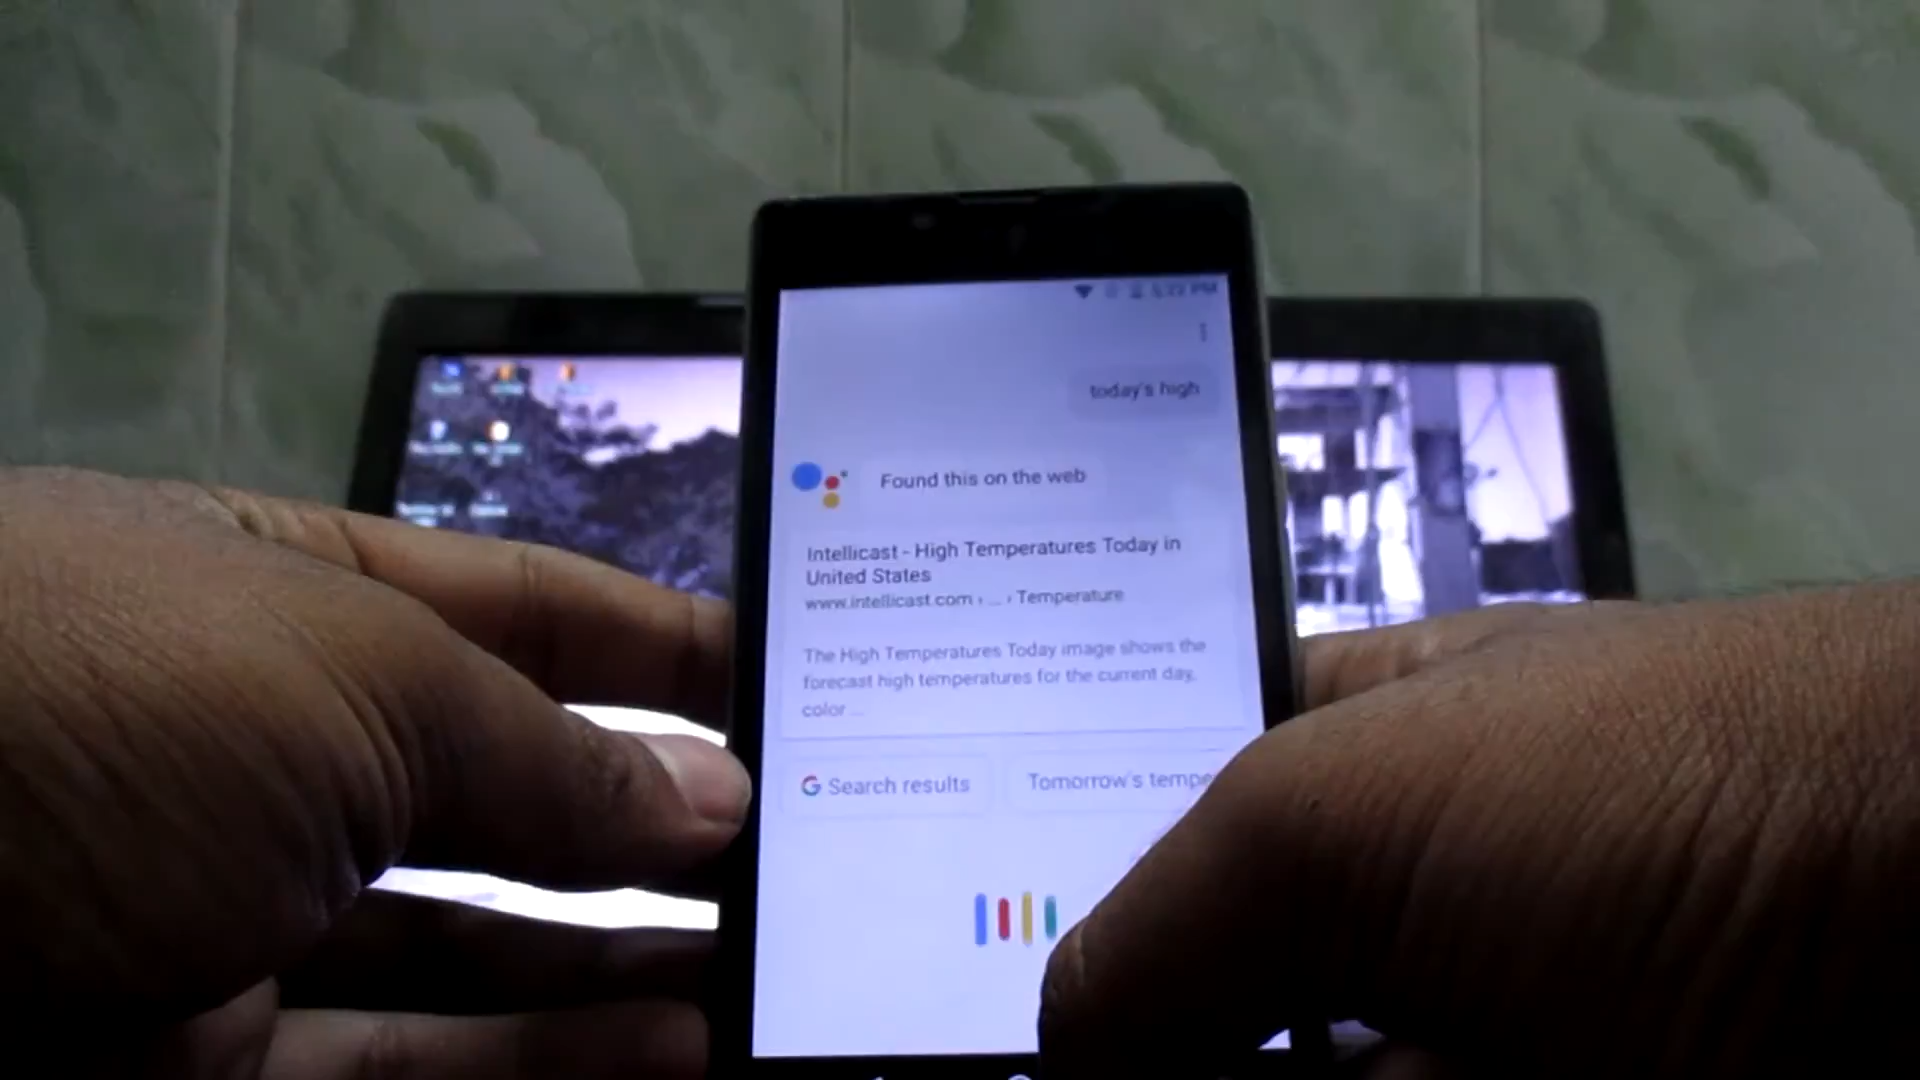 PM
today's high
Found this on the web
Intellicast - High Temperatures Today in
United States
www.intellicast.com › ... › Temperature
The High Temperatures Today image shows the
forecast high temperatures for the current day,
color ...
Search results
Tomorrow's tempe